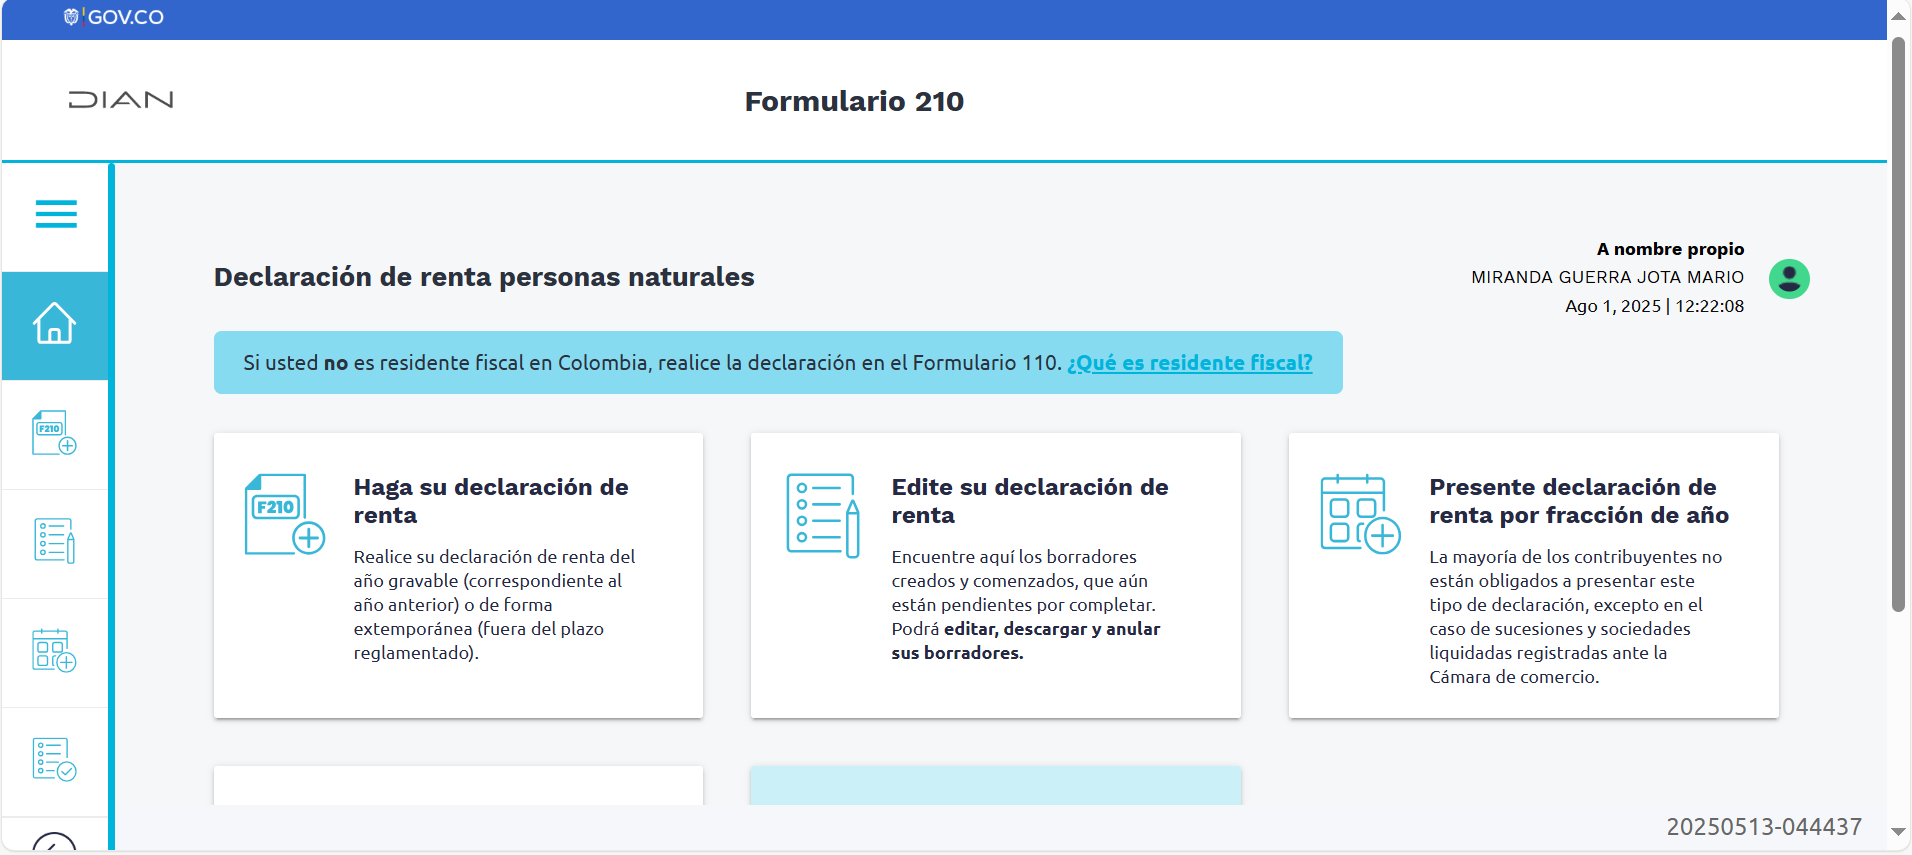 GOV.CO
DIAN
Formulario 210
A nombre propio
MIRANDA GUERRA JOTA MARIO
Ago 1, 2025 | 12:22:08
Declaración de renta personas naturales
Si usted no es residente fiscal en Colombia, realice la declaración en el Formulario 110. ¿Qué es residente fiscal?
F210
F210
Haga su declaración de
renta
Realice su declaración de renta del
año gravable (correspondiente al
año anterior) o de forma
extemporánea (fuera del plazo
reglamentado).
Edite su declaración de
renta
Encuentre aquí los borradores
creados y comenzados, que aún
están pendientes por completar.
Podrá editar, descargar y anular
sus borradores.
Presente declaración de
renta por fracción de año
La mayoría de los contribuyentes no
están obligados a presentar este
tipo de declaración, excepto en el
caso de sucesiones y sociedades
liquidadas registradas ante la
Cámara de comercio.
20250513-044437